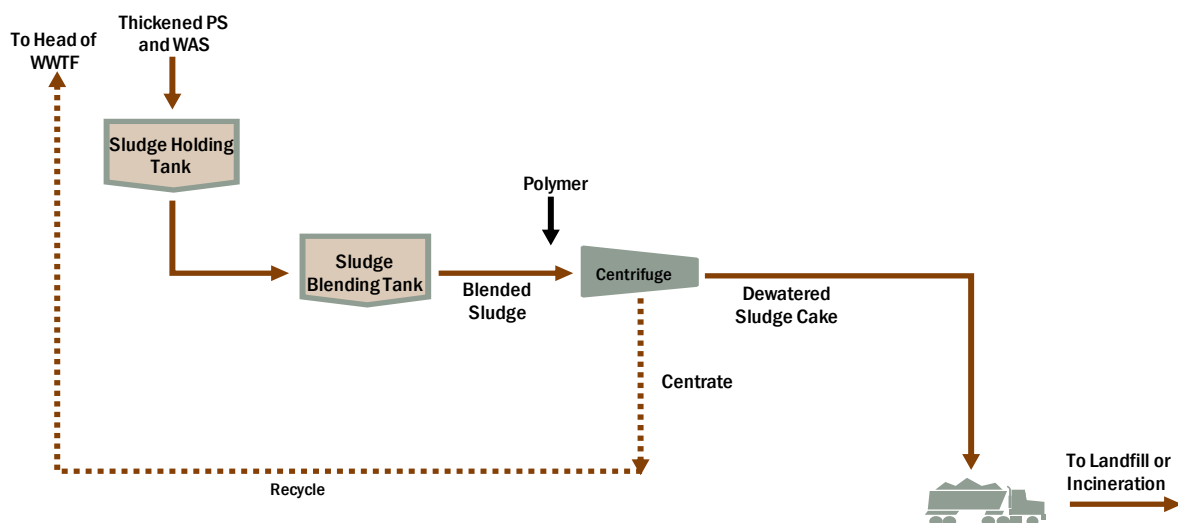 To Head of
WWTF
Thickened PS
and WAS
Sludge Holding
Tank
Sludge
Blending Tank
Polymer
Blended
Sludge
Centrifuge
Dewatered
Sludge Cake
Centrate
Recycle
To Landfill or
Incineration